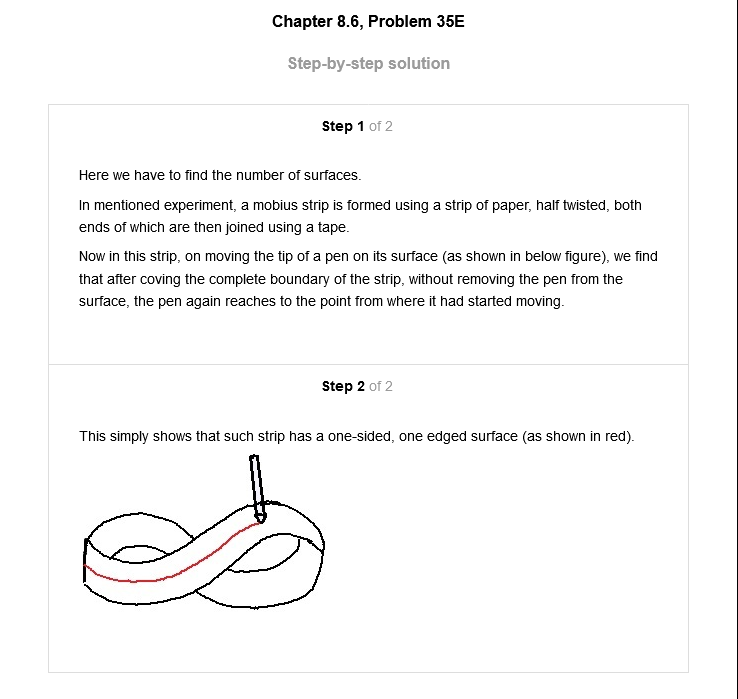 Chapter 8.6, Problem 35E
Step-by-step solution
Step 1 of 2
Here we have to find the number of surfaces.
In mentioned experiment, a mobius strip is formed using a strip of paper, half twisted, both
ends of which are then joined using a tape.
Now in this strip, on moving the tip of a pen on its surface (as shown in below figure), we find
that after coving the complete boundary of the strip, without removing the pen from the
surface, the pen again reaches to the point from where it had started moving.
Step 2 of 2
This simply shows that such strip has a one-sided, one edged surface (as shown in red).